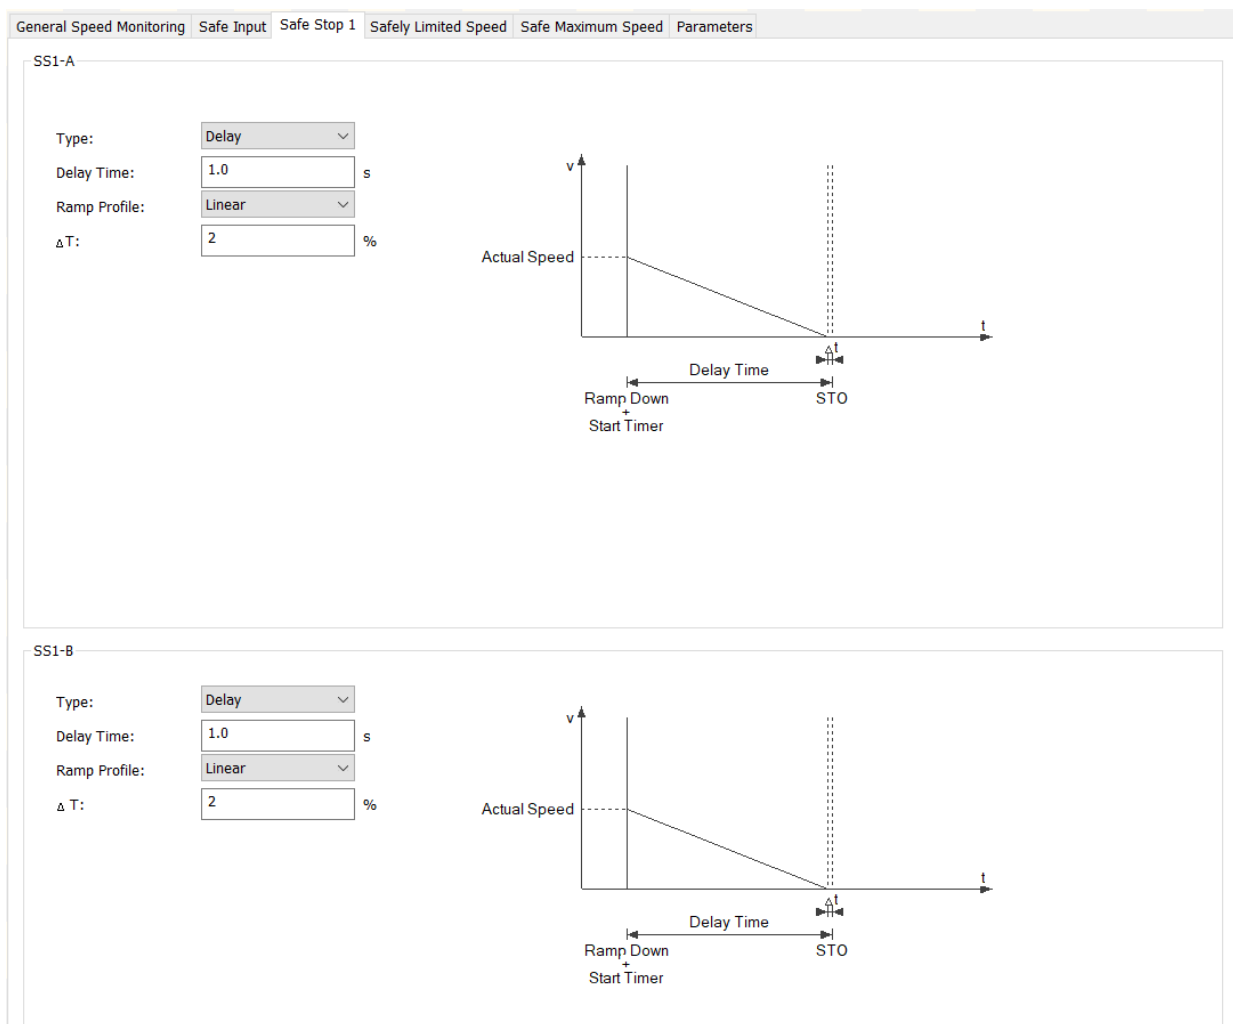 General Speed Monitoring Safe Input Safe Stop 1 Safely Limited Speed Safe Maximum Speed Parameters
SS1-A
Type: Delay
Delay Time: 1.0 s
Ramp Profile: Linear
Δ T: 2 %
v
Actual Speed
t
Δt
Delay Time
Ramp Down STO
+
Start Timer
SS1-B
Type: Delay
Delay Time: 1.0 s
Ramp Profile: Linear
Δ T: 2 %
v
Actual Speed
t
Δt
Delay Time
Ramp Down STO
+
Start Timer